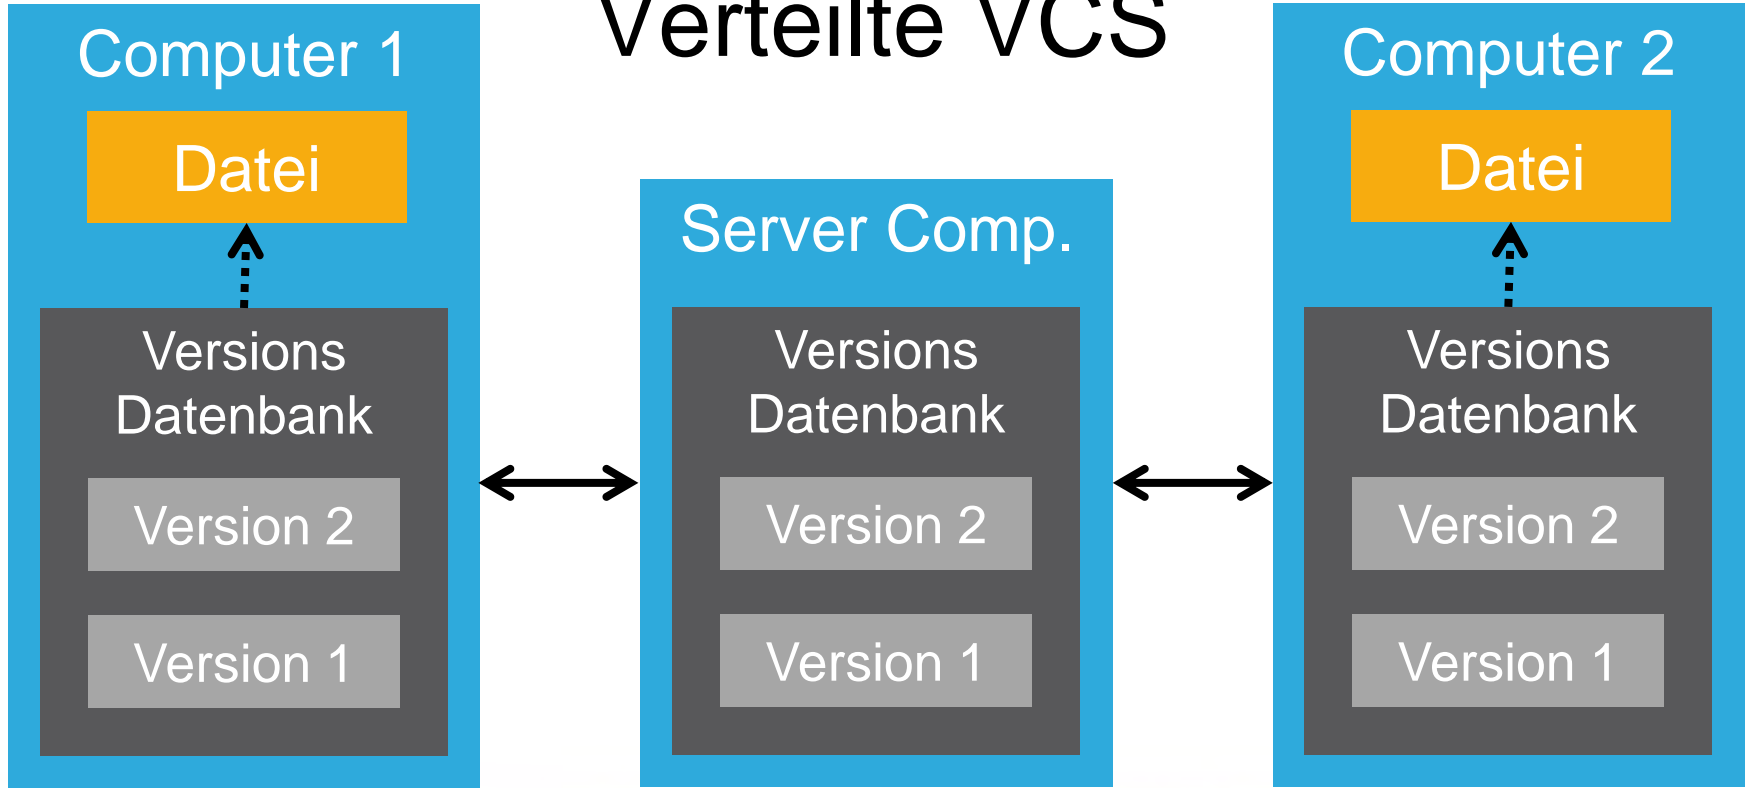 Verteilte VCS
Computer 1
Datei
Versions
Datenbank
Version 2
Version 1
Server Comp.
Versions
Datenbank
Version 2
Version 1
Computer 2
Datei
Versions
Datenbank
Version 2
Version 1